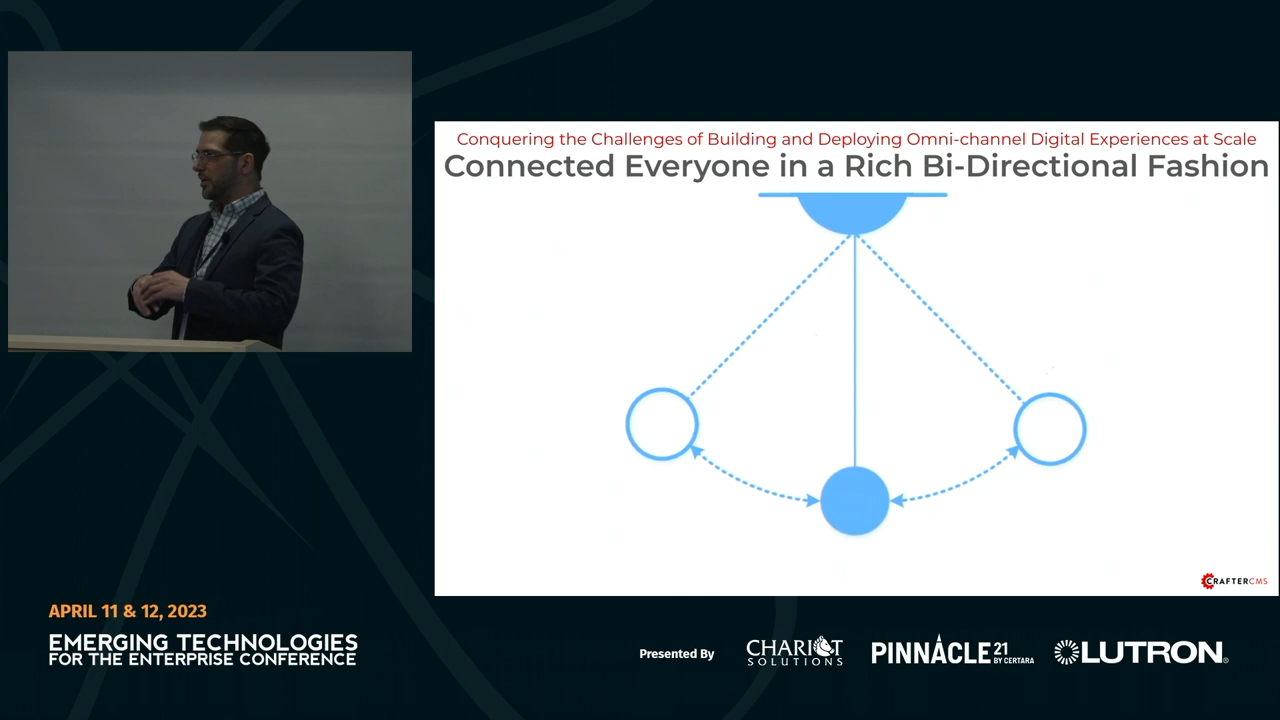 Conquering the Challenges of Building and Deploying Omni-channel Digital Experiences at Scale
Connected Everyone in a Rich Bi-Directional Fashion
CRAFTERCMS
APRIL 11 & 12, 2023
EMERGING TECHNOLOGIES
FOR THE ENTERPRISE CONFERENCE
Presented By
CHARIOT
SOLUTIONS
PINNACLE 21
BY CERTARA
LUTRON®